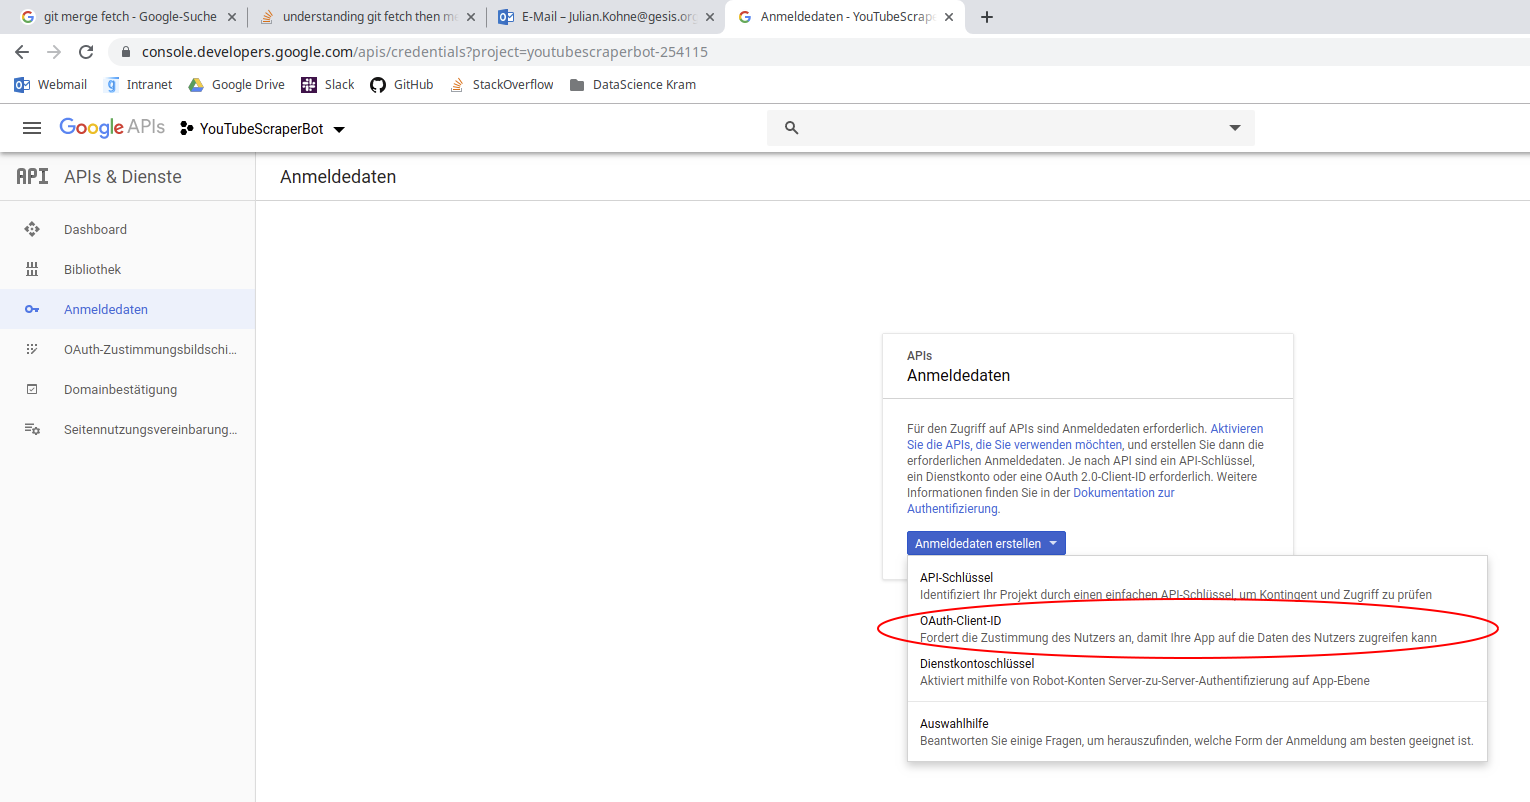 git merge fetch - Google-Suche
understanding git fetch then me
E-Mail – Julian.Kohne@gesis.org
Anmeldedaten - YouTubeScrape
console.developers.google.com/apis/credentials?project=youtubescraperbot-254115
Webmail
Intranet
Google Drive
Slack
GitHub
StackOverflow
DataScience Kram
Google APIs
YouTubeScraperBot
API
APIs & Dienste
Anmeldedaten
Dashboard
Bibliothek
Anmeldedaten
OAuth-Zustimmungsbildschi...
Domainbestätigung
Seitennutzungsvereinbarung...
APIs
Anmeldedaten
Für den Zugriff auf APIs sind Anmeldedaten erforderlich. Aktivieren
Sie die APIs, die Sie verwenden möchten, und erstellen Sie dann die
erforderlichen Anmeldedaten. Je nach API sind ein API-Schlüssel,
ein Dienstkonto oder eine OAuth 2.0-Client-ID erforderlich. Weitere
Informationen finden Sie in der Dokumentation zur
Authentifizierung.
Anmeldedaten erstellen
API-Schlüssel
Identifiziert Ihr Projekt durch einen einfachen API-Schlüssel, um Kontingent und Zugriff zu prüfen
OAuth-Client-ID
Fordert die Zustimmung des Nutzers an, damit Ihre App auf die Daten des Nutzers zugreifen kann
Dienstkontoschlüssel
Aktiviert mithilfe von Robot-Konten Server-zu-Server-Authentifizierung auf App-Ebene
Auswahlhilfe
Beantworten Sie einige Fragen, um herauszufinden, welche Form der Anmeldung am besten geeignet ist.